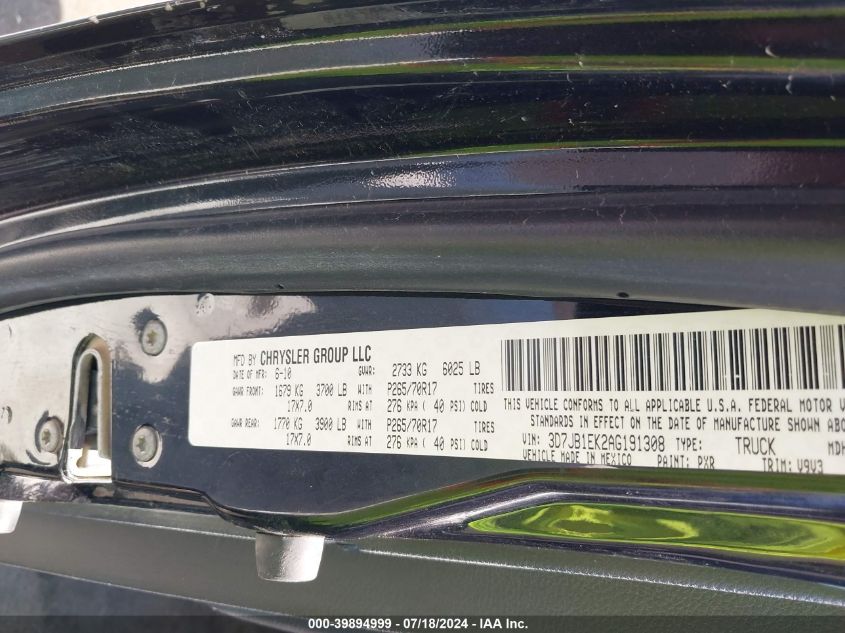 MFD BY CHRYSLER GROUP LLC
DATE OF MFR: 6-10 GVWR: 2733 KG 6025 LB
GAWR FRONT: 1679 KG 3700 LB WITH P265/70R17 TIRES
17X7.0 RIMS AT 276 KPA ( 40 PSI) COLD
GAWR REAR: 1770 KG 3900 LB WITH P265/70R17 TIRES
17X7.0 RIMS AT 276 KPA ( 40 PSI) COLD
THIS VEHICLE CONFORMS TO ALL APPLICABLE U.S.A. FEDERAL MOTOR V
STANDARDS IN EFFECT ON THE DATE OF MANUFACTURE SHOWN ABO
VIN: 3D7JB1EK2AG191308 TYPE: TRUCK MDH
VEHICLE MADE IN MEXICO PAINT: PXR TRIM: V9V3
000-39894999 / 07/18/2024 - IAA Inc.